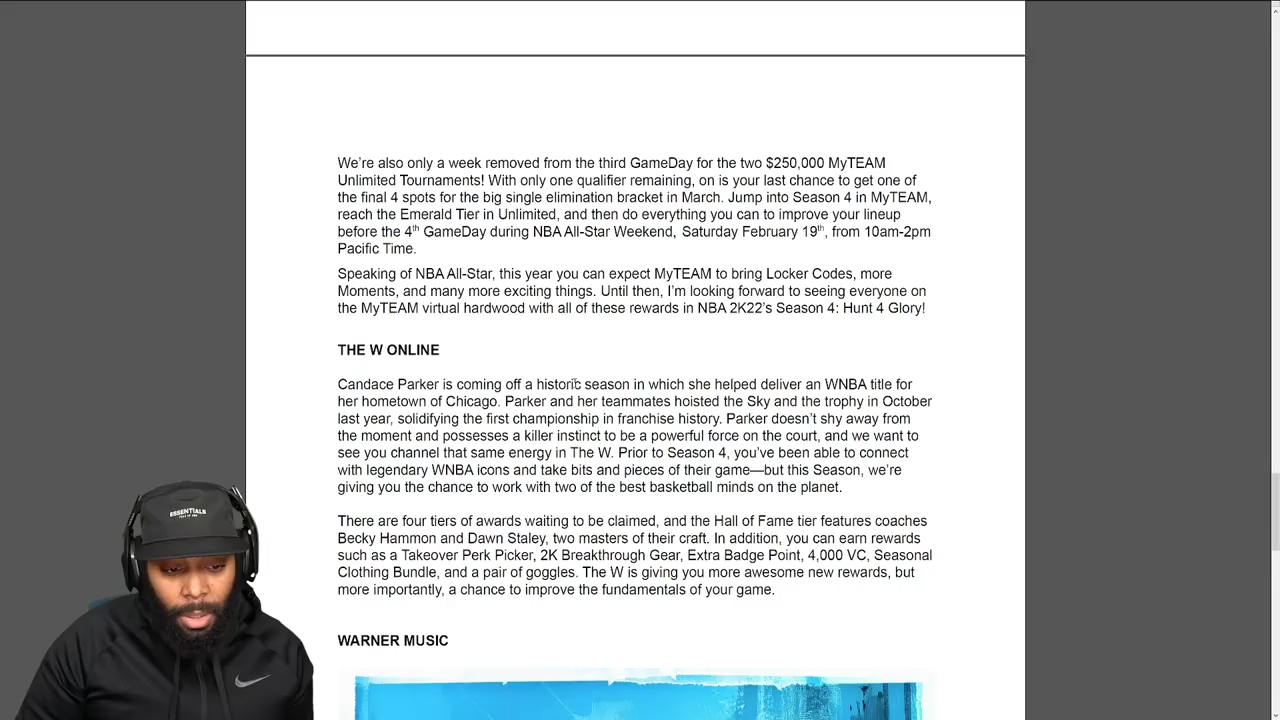 We're also only a week removed from the third GameDay for the two $250,000 MyTEAM
Unlimited Tournaments! With only one qualifier remaining, on is your last chance to get one of
the final 4 spots for the big single elimination bracket in March. Jump into Season 4 in MyTEAM,
reach the Emerald Tier in Unlimited, and then do everything you can to improve your lineup
before the 4th GameDay during NBA All-Star Weekend, Saturday February 19th, from 10am-2pm
Pacific Time.
Speaking of NBA All-Star, this year you can expect MyTEAM to bring Locker Codes, more
Moments, and many more exciting things. Until then, I'm looking forward to seeing everyone on
the MyTEAM virtual hardwood with all of these rewards in NBA 2K22's Season 4: Hunt 4 Glory!
THE W ONLINE
Candace Parker is coming off a historic season in which she helped deliver an WNBA title for
her hometown of Chicago. Parker and her teammates hoisted the Sky and the trophy in October
last year, solidifying the first championship in franchise history. Parker doesn't shy away from
the moment and possesses a killer instinct to be a powerful force on the court, and we want to
see you channel that same energy in The W. Prior to Season 4, you've been able to connect
with legendary WNBA icons and take bits and pieces of their game—but this Season, we're
giving you the chance to work with two of the best basketball minds on the planet.
There are four tiers of awards waiting to be claimed, and the Hall of Fame tier features coaches
Becky Hammon and Dawn Staley, two masters of their craft. In addition, you can earn rewards
such as a Takeover Perk Picker, 2K Breakthrough Gear, Extra Badge Point, 4,000 VC, Seasonal
Clothing Bundle, and a pair of goggles. The W is giving you more awesome new rewards, but
more importantly, a chance to improve the fundamentals of your game.
WARNER MUSIC
ESSENTIALS